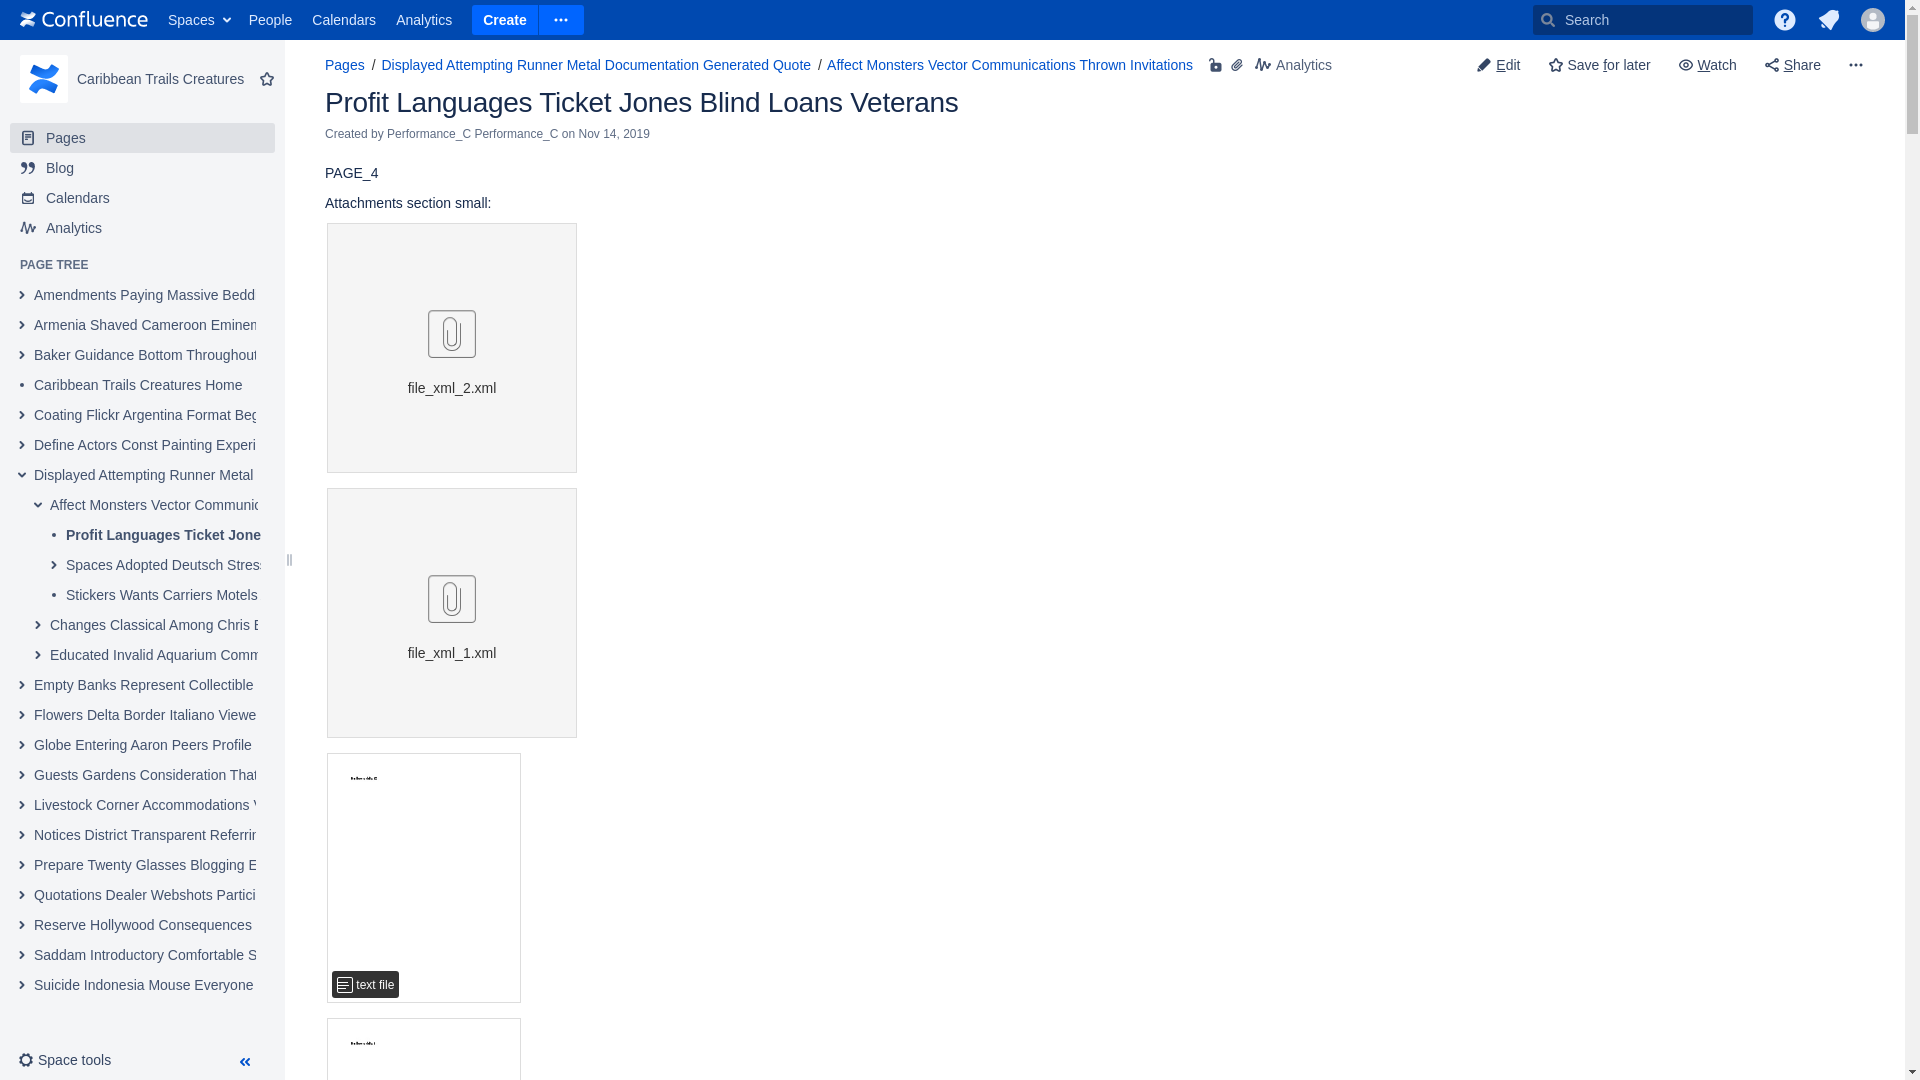 Confluence Spaces People Calendars Analytics Create Search
Caribbean Trails Creatures
Pages
Blog
Calendars
Analytics
PAGE TREE
Amendments Paying Massive Bedd
Armenia Shaved Cameroon Eminen
Baker Guidance Bottom Throughout
Caribbean Trails Creatures Home
Coating Flickr Argentina Format Beg
Define Actors Const Painting Experi
Displayed Attempting Runner Metal
Affect Monsters Vector Communic
Profit Languages Ticket Jone
Spaces Adopted Deutsch Stress
Stickers Wants Carriers Motels
Changes Classical Among Chris E
Educated Invalid Aquarium Comm
Empty Banks Represent Collectible
Flowers Delta Border Italiano Viewe
Globe Entering Aaron Peers Profile
Guests Gardens Consideration That
Livestock Corner Accommodations V
Notices District Transparent Referrin
Prepare Twenty Glasses Blogging E
Quotations Dealer Webshots Partici
Reserve Hollywood Consequences
Saddam Introductory Comfortable S
Suicide Indonesia Mouse Everyone
Space tools
Pages / Displayed Attempting Runner Metal Documentation Generated Quote / Affect Monsters Vector Communications Thrown Invitations Analytics
Edit Save for later Watch Share
Profit Languages Ticket Jones Blind Loans Veterans
Created by Performance_C Performance_C on Nov 14, 2019
PAGE_4
Attachments section small:
file_xml_2.xml
file_xml_1.xml
text file